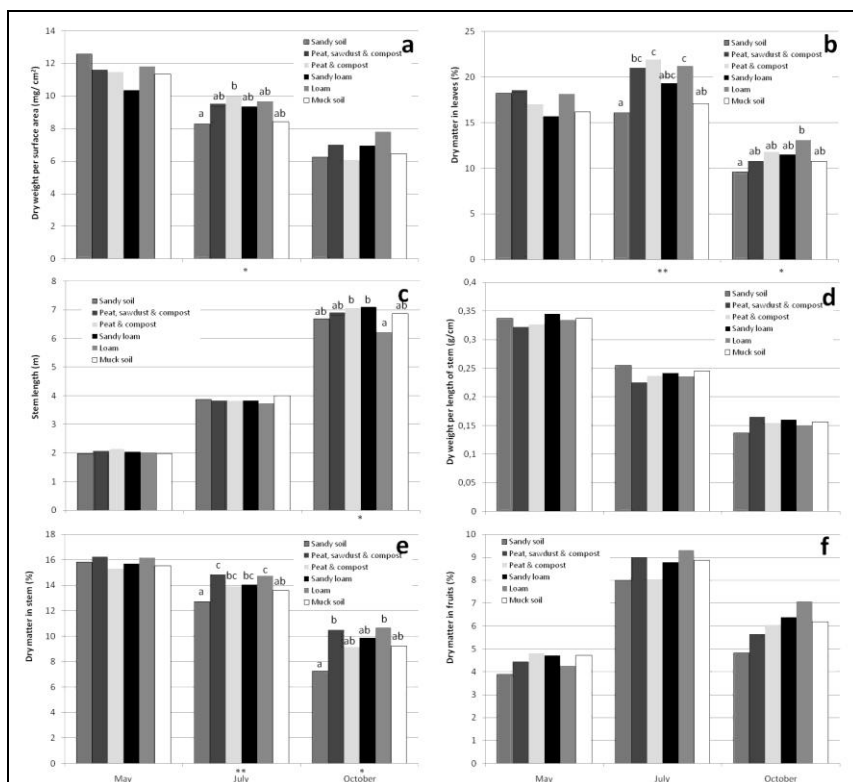 a
Dry weight per surface area (mg/ cm²)
14
12
10
8
6
4
2
0
Sandy soil
Peat, sawdust & compost
Peat & compost
Sandy loam
Loam
Muck soil
a ab b ab ab ab
*
b
Dry matter in leaves (%)
25
20
15
10
5
0
Sandy soil
Peat, sawdust & compost
Peat & compost
Sandy loam
Loam
Muck soil
a bc c abc c ab
a ab ab ab b ab
**
*
c
Stem length (m)
8
7
6
5
4
3
2
1
0
Sandy soil
Peat, sawdust & compost
Peat & compost
Sandy loam
Loam
Muck soil
ab ab b b a ab
*
d
Dy weight per length of stem (g/cm)
0,4
0,35
0,3
0,25
0,2
0,15
0,1
0,05
0
Sandy soil
Peat, sawdust & compost
Peat & compost
Sandy loam
Loam
Muck soil
e
Dry matter in stem (%)
18
16
14
12
10
8
6
4
2
0
Sandy soil
Peat, sawdust & compost
Peat & compost
Sandy loam
Loam
Muck soil
a c bc bc c ab
a b ab ab b ab
May July October
**
*
f
Dry matter in fruits (%)
10
9
8
7
6
5
4
3
2
1
0
Sandy soil
Peat, sawdust & compost
Peat & compost
Sandy loam
Loam
Muck soil
May July October